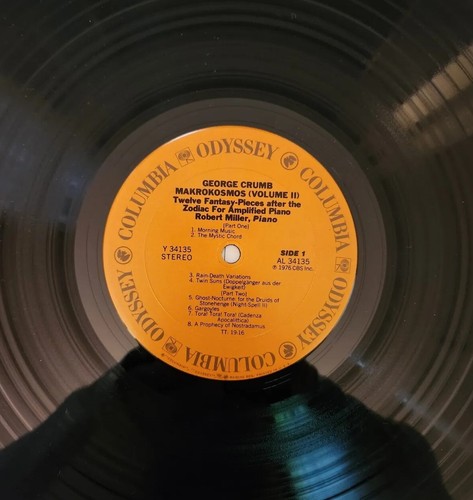 COLUMBIA ODYSSEY COLUMBIA ODYSSEY COLUMBIA ODYSSEY
GEORGE CRUMB
MAKROKOSMOS (VOLUME II)
Twelve Fantasy-Pieces after the
Zodiac For Amplified Piano
Robert Miller, Piano
(Part One)
1. Morning Music
2. The Mystic Chord
Y 34135
STEREO
SIDE 1
AL 34135
℗ 1976 CBS Inc.
3. Rain-Death Variations
4. Twin Suns (Doppelgänger aus der
Ewigkeit)
(Part Two)
5. Ghost-Nocturne: for the Druids of
Stonehenge (Night-Spell II)
6. Gargoyles
7. Tora! Tora! Tora! (Cadenza
Apocalittica)
8. A Prophecy of Nostradamus
TT: 19:16